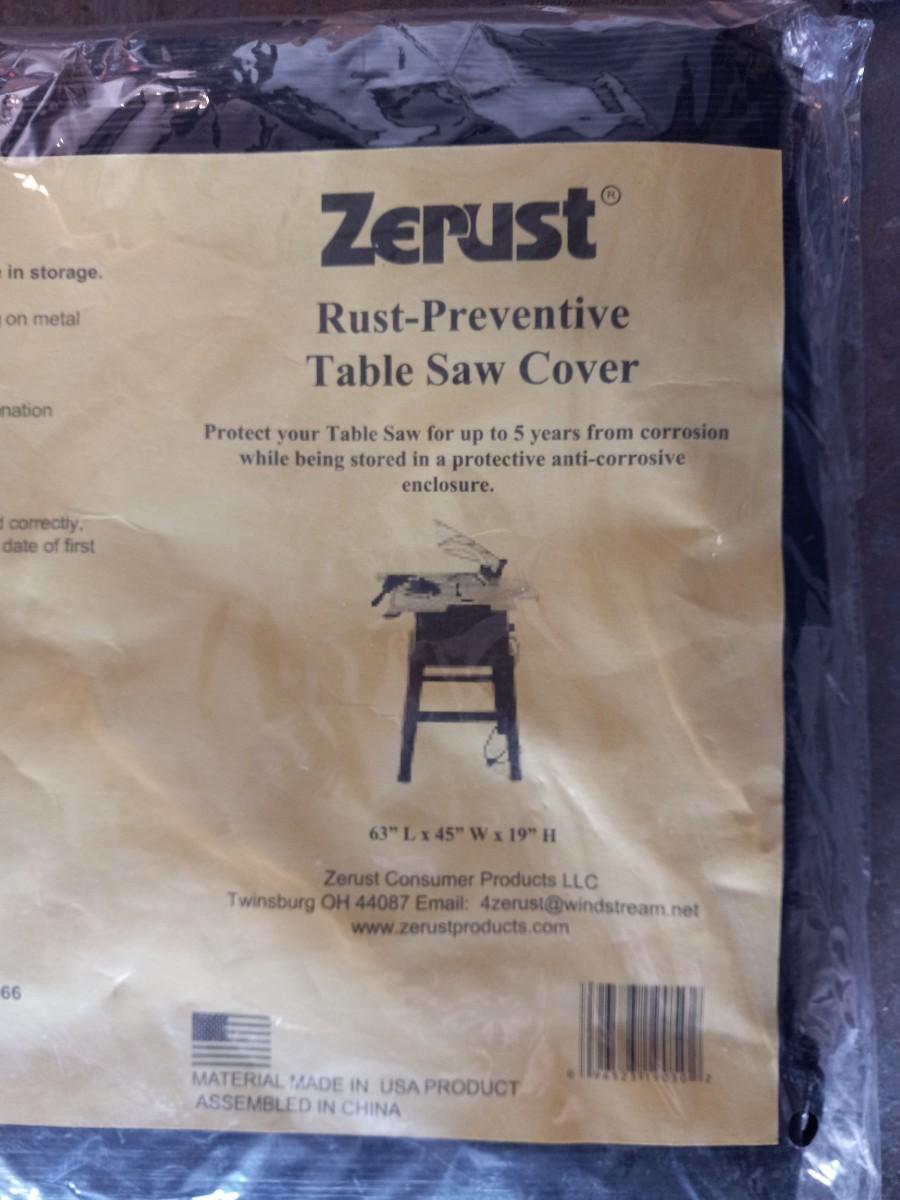 Zerust®
Rust-Preventive
Table Saw Cover
Protect your Table Saw for up to 5 years from corrosion
while being stored in a protective anti-corrosive
enclosure.
63" L x 45" W x 19" H
Zerust Consumer Products LLC
Twinsburg OH 44087 Email: 4zerust@windstream.net
www.zerustproducts.com
MATERIAL MADE IN USA PRODUCT
ASSEMBLED IN CHINA
in storage.
on metal
correctly,
date of first
66